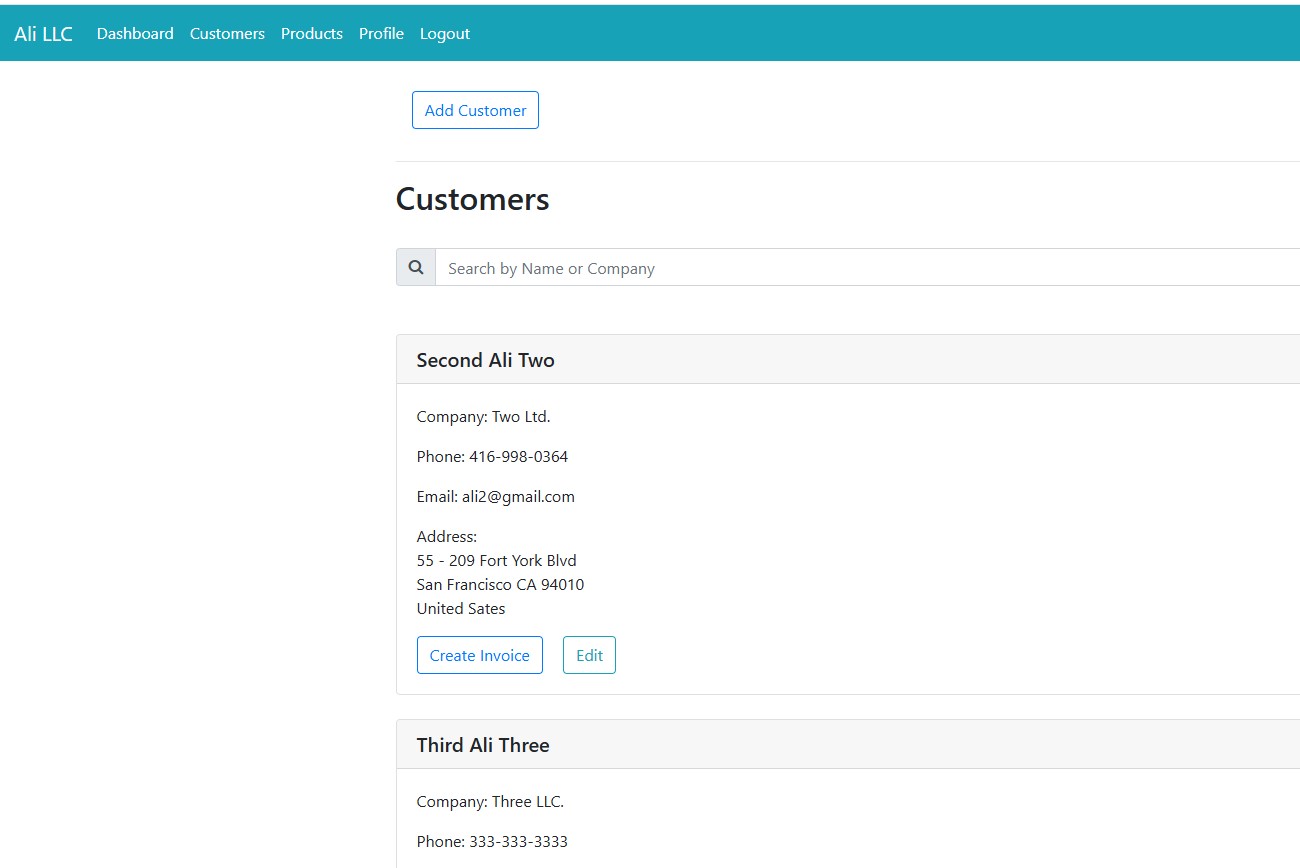 Ali LLC Dashboard Customers Products Profile Logout
Add Customer
Customers
Search by Name or Company
Second Ali Two
Company: Two Ltd.
Phone: 416-998-0364
Email: ali2@gmail.com
Address:
55 - 209 Fort York Blvd
San Francisco CA 94010
United Sates
Create Invoice Edit
Third Ali Three
Company: Three LLC.
Phone: 333-333-3333